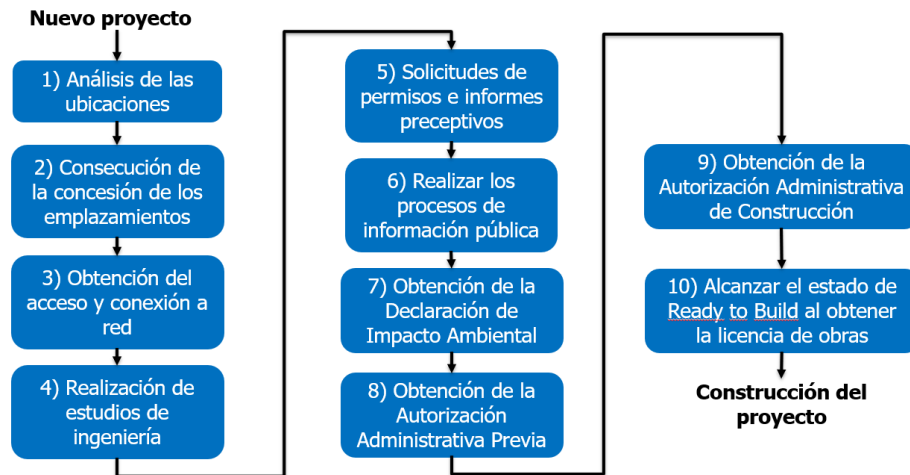 Nuevo proyecto
1) Análisis de las
ubicaciones
2) Consecución de
la concesión de los
emplazamientos
3) Obtención del
acceso y conexión a
red
4) Realización de
estudios de
ingeniería
5) Solicitudes de
permisos e informes
preceptivos
6) Realizar los
procesos de
información pública
7) Obtención de la
Declaración de
Impacto Ambiental
8) Obtención de la
Autorización
Administrativa Previa
9) Obtención de la
Autorización Administrativa
de Construcción
10) Alcanzar el estado de
Ready to Build al obtener
la licencia de obras
Construcción del
proyecto